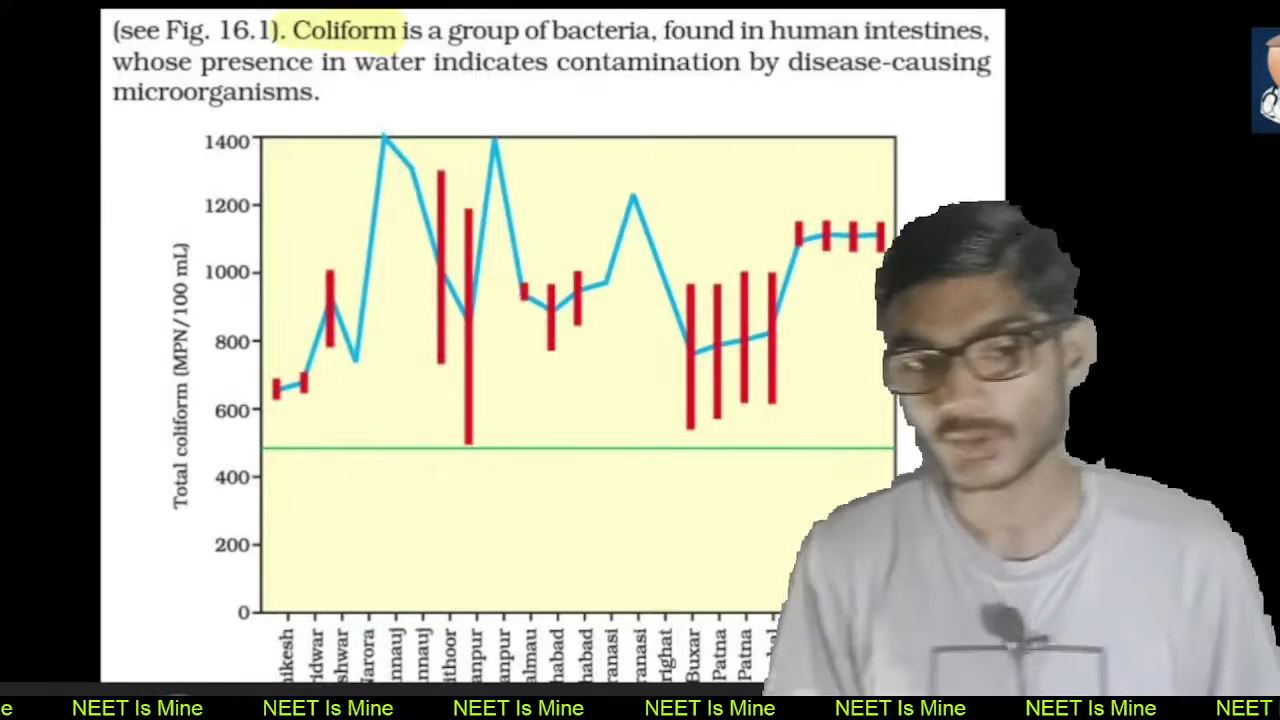 (see Fig. 16.1). Coliform is a group of bacteria, found in human intestines,
whose presence in water indicates contamination by disease-causing
microorganisms.
1400
1200
1000
800
600
400
200
0
Total coliform (MPN/100 mL)
Buxar
Patna
Patna
NEET Is Mine NEET Is Mine NEET Is Mine NEET Is Mine NEET Is Mine NEET Is Mine NEET